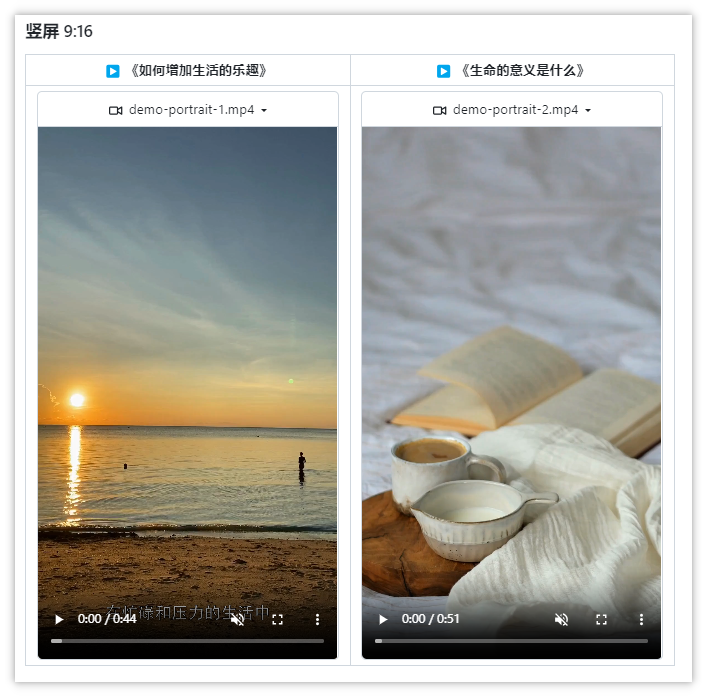 竖屏 9:16
《如何增加生活的乐趣》
《生命的意义是什么》
demo-portrait-1.mp4
demo-portrait-2.mp4
在忙碌和压力的生活中
0:00 / 0:44
0:00 / 0:51